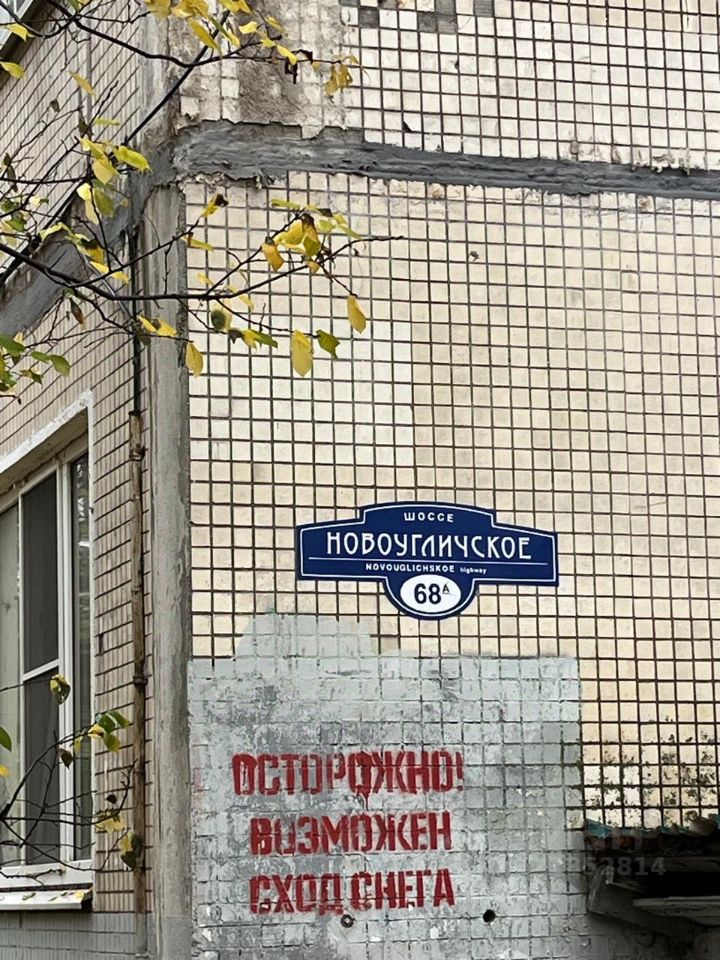 ШОССЕ
НОВОУГЛИЧСКОЕ
NOVOUGLICHSKOE highway
68А
ОСТОРОЖНО!
ВОЗМОЖЕН
СХОД СНЕГА